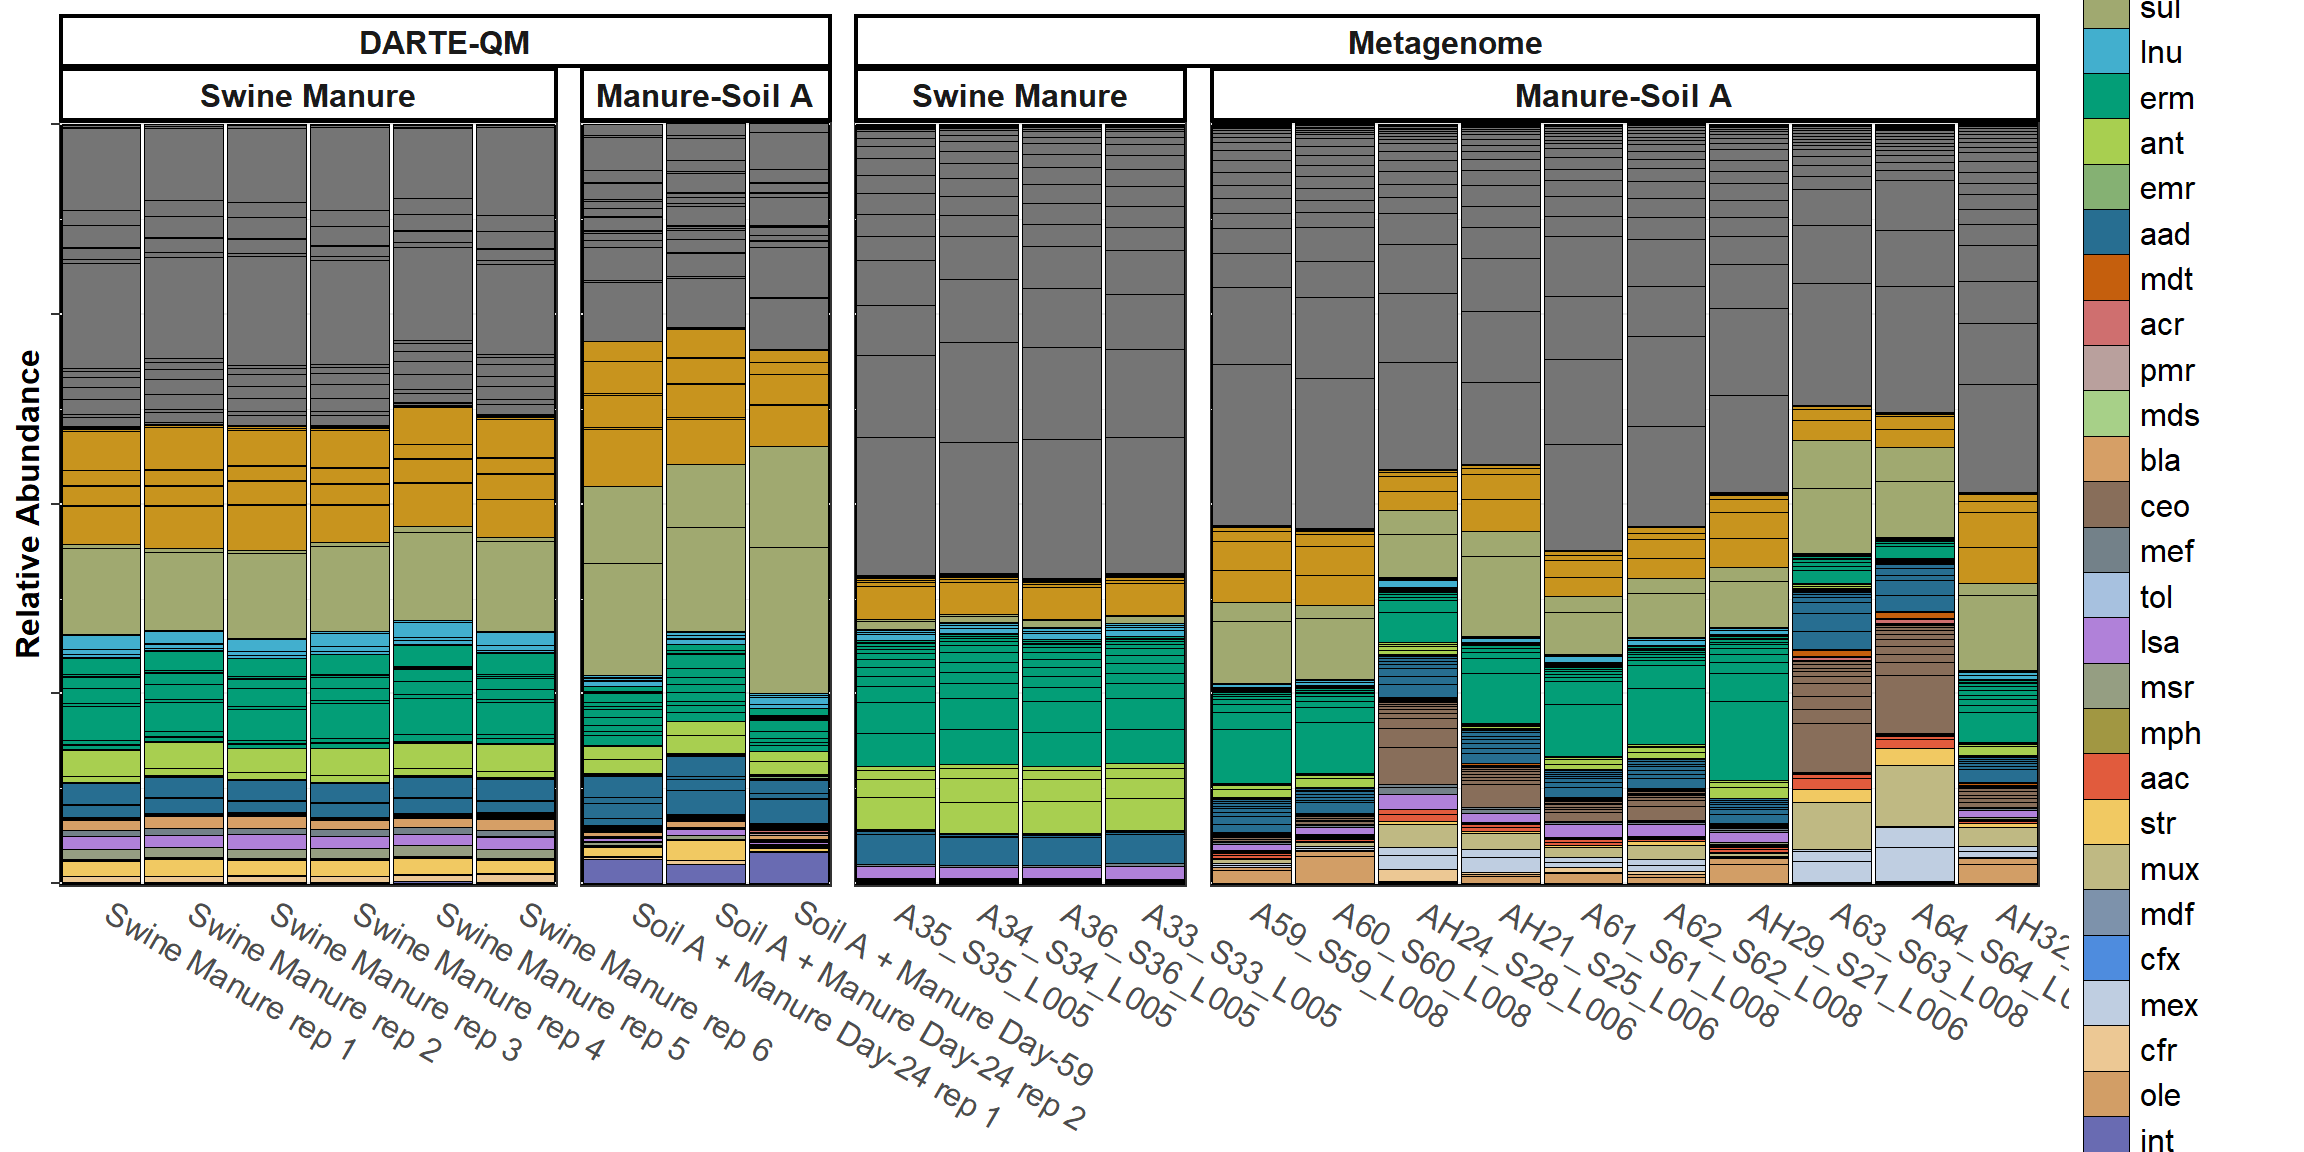 DARTE-QM
Metagenome
Swine Manure
Manure-Soil A
Swine Manure
Manure-Soil A
Relative Abundance
Swine Manure rep 1
Swine Manure rep 2
Swine Manure rep 3
Swine Manure rep 4
Swine Manure rep 5
Swine Manure rep 6
Soil A + Manure Day-24 rep 1
Soil A + Manure Day-24 rep 2
Soil A + Manure Day-59
A35_S35_L005
A34_S34_L005
A36_S36_L005
A33_S33_L005
A59_S59_L008
A60_S60_L008
AH24_S28_L006
AH21_S25_L006
A61_S61_L008
A62_S62_L008
AH29_S21_L006
A63_S63_L008
A64_S64_L0
AH32_
sul
lnu
erm
ant
emr
aad
mdt
acr
pmr
mds
bla
ceo
mef
tol
lsa
msr
mph
aac
str
mux
mdf
cfx
mex
cfr
ole
int